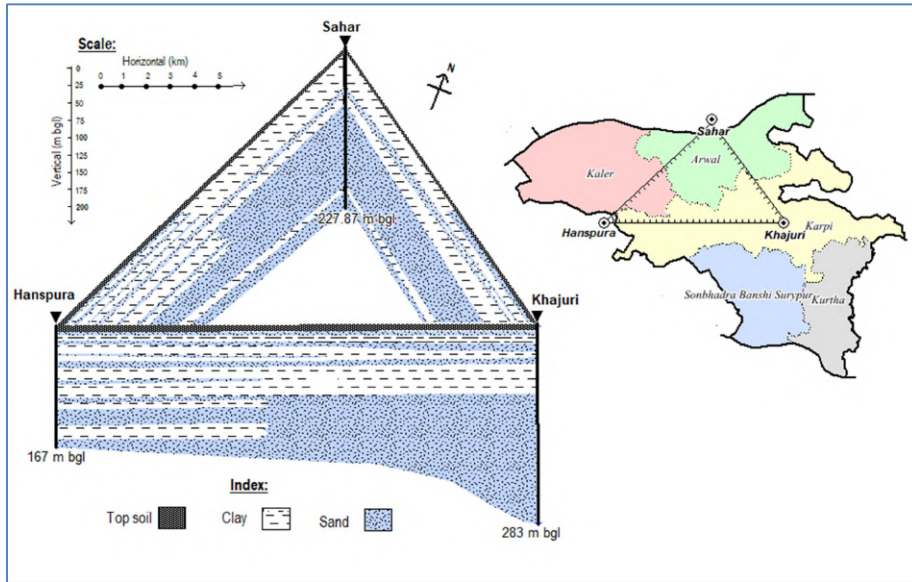 Sahar
Scale:
Horizontal (km)
0 1 2 3 4 5
Vertical (m bgl)
0
25
50
75
100
125
150
175
200
N
227.87 m bgl
Hanspura
Khajuri
167 m bgl
283 m bgl
Index:
Top soil
Clay
Sand
Sahar
Arwal
Kaler
Hanspura
Khajuri
Karpi
Sonbhadra Banshi Surypur
Kurtha